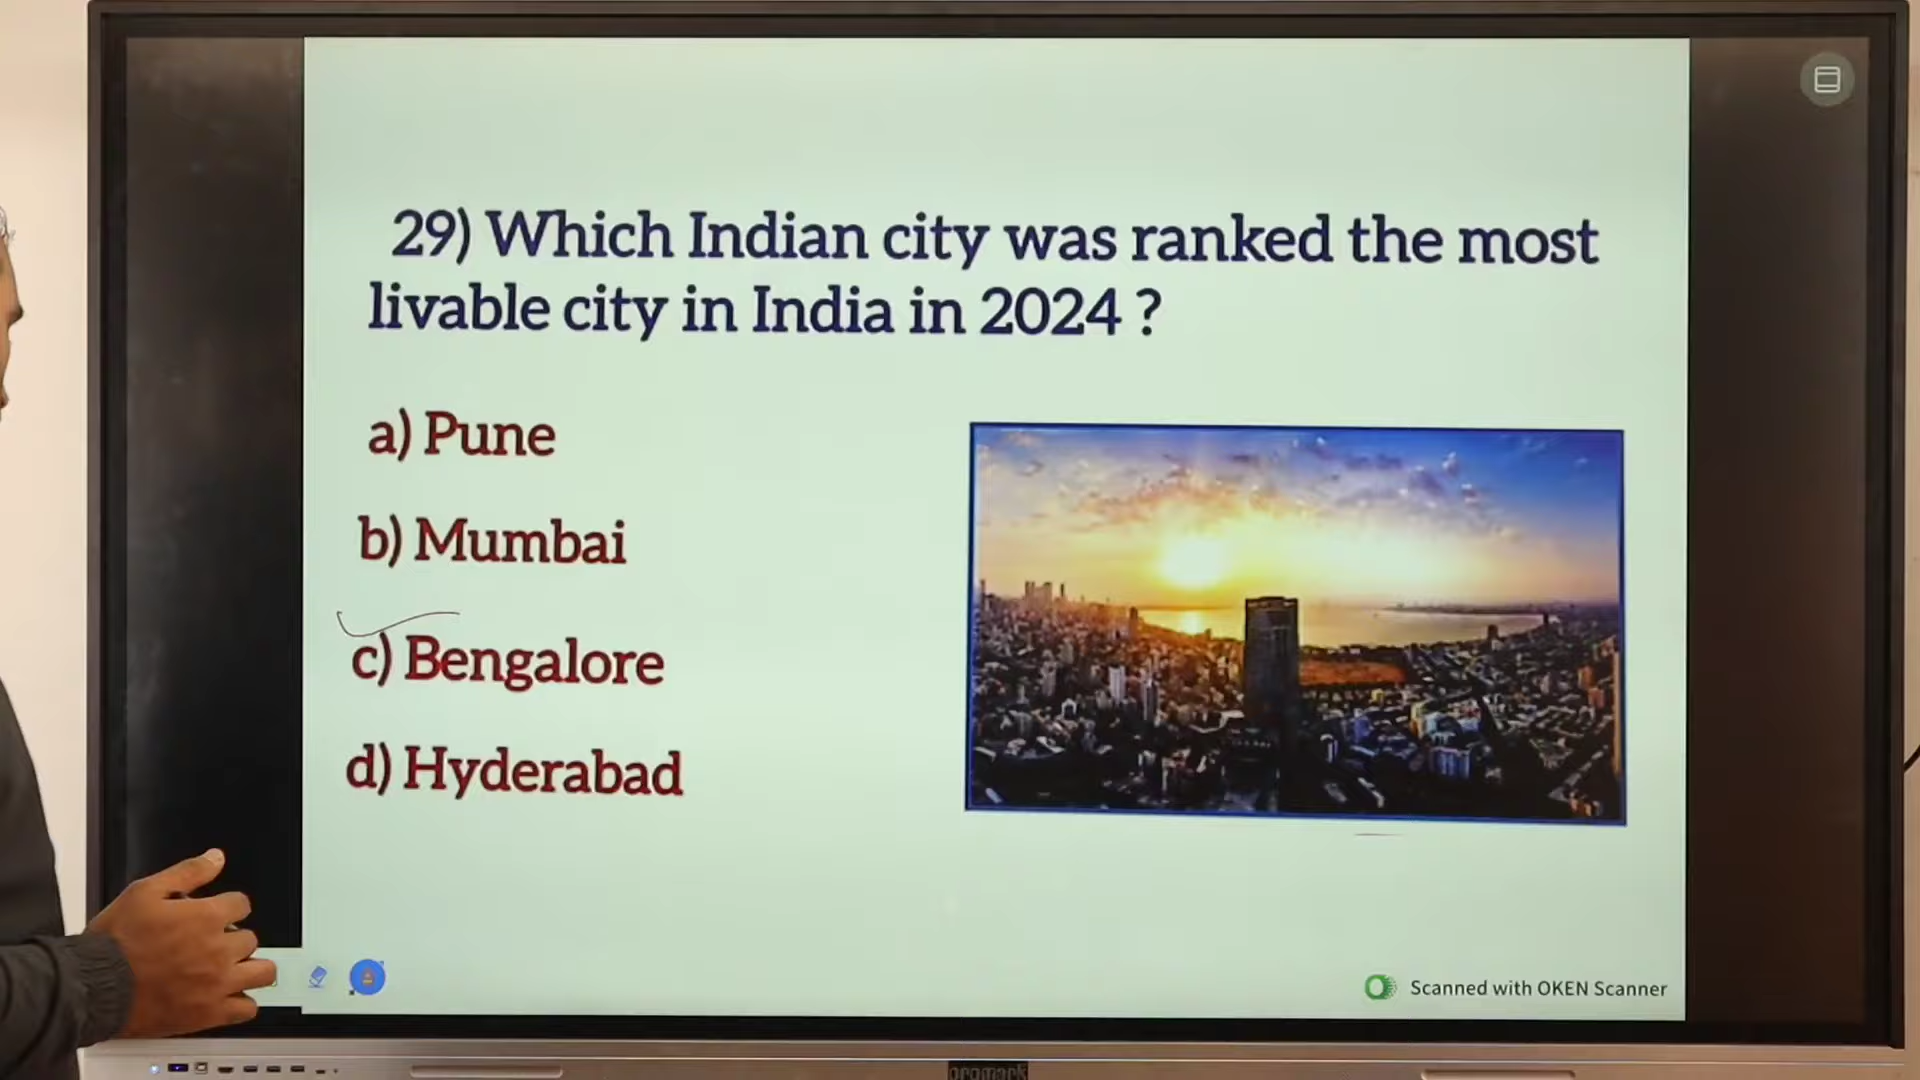 29) Which Indian city was ranked the most
livable city in India in 2024 ?
a) Pune
b) Mumbai
c) Bengalore
d) Hyderabad
Scanned with OKEN Scanner
promark